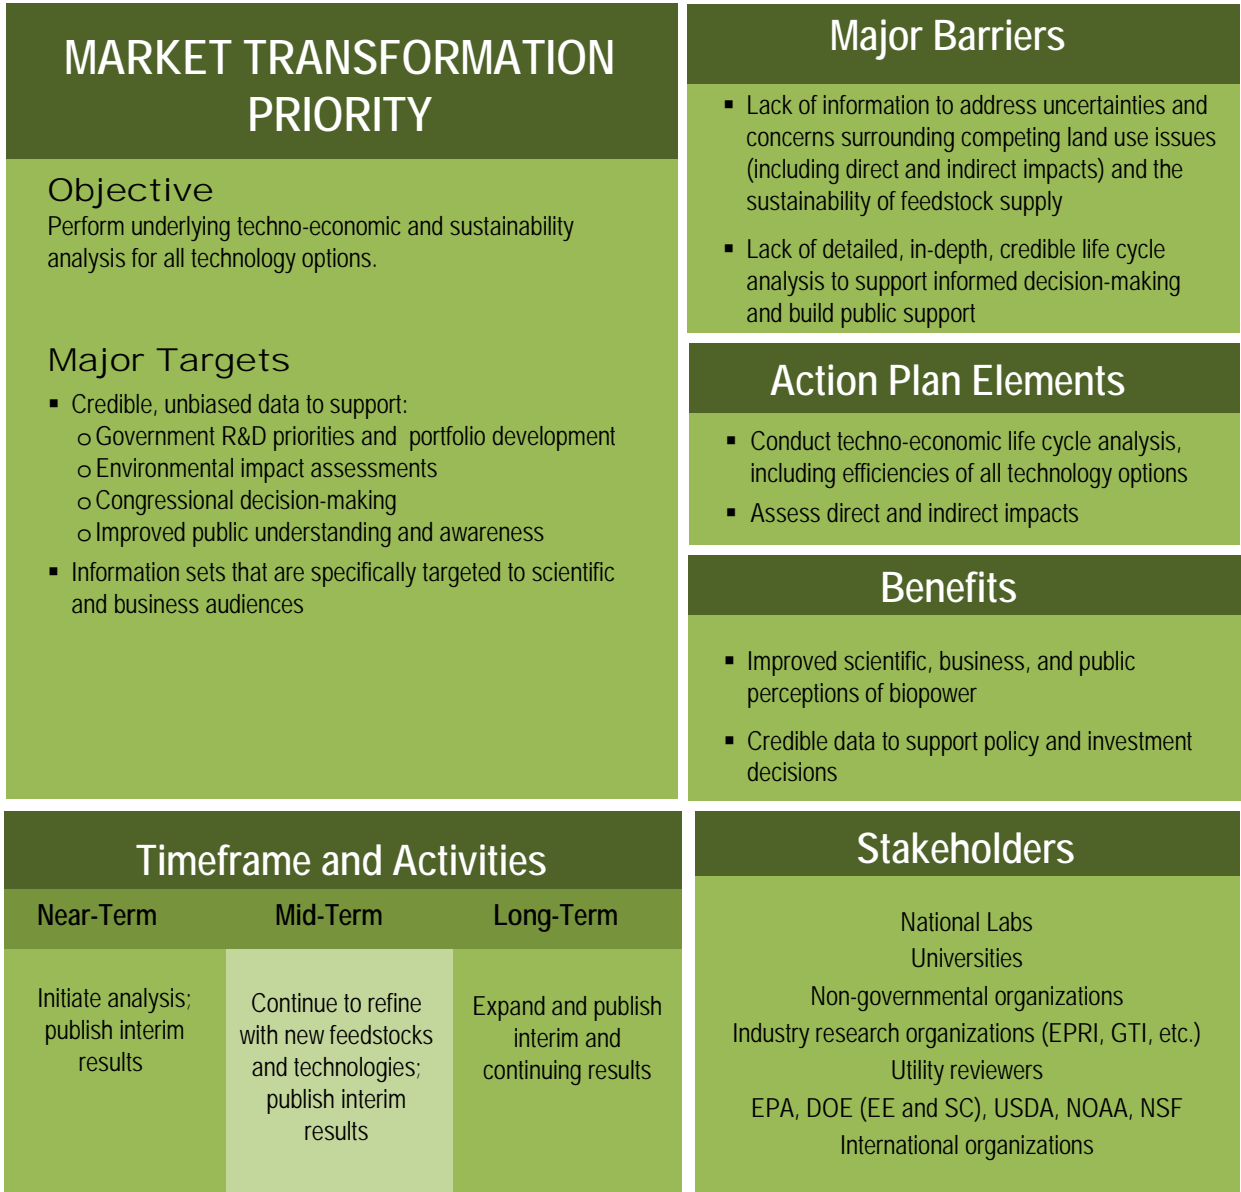 MARKET TRANSFORMATION
PRIORITY
Objective
Perform underlying techno-economic and sustainability
analysis for all technology options.
Major Targets
▪ Credible, unbiased data to support:
o Government R&D priorities and portfolio development
o Environmental impact assessments
o Congressional decision-making
o Improved public understanding and awareness
▪ Information sets that are specifically targeted to scientific
and business audiences
Major Barriers
▪ Lack of information to address uncertainties and
concerns surrounding competing land use issues
(including direct and indirect impacts) and the
sustainability of feedstock supply
▪ Lack of detailed, in-depth, credible life cycle
analysis to support informed decision-making
and build public support
Action Plan Elements
▪ Conduct techno-economic life cycle analysis,
including efficiencies of all technology options
▪ Assess direct and indirect impacts
Benefits
▪ Improved scientific, business, and public
perceptions of biopower
▪ Credible data to support policy and investment
decisions
Timeframe and Activities
Near-Term
Initiate analysis;
publish interim
results
Mid-Term
Continue to refine
with new feedstocks
and technologies;
publish interim
results
Long-Term
Expand and publish
interim and
continuing results
Stakeholders
National Labs
Universities
Non-governmental organizations
Industry research organizations (EPRI, GTI, etc.)
Utility reviewers
EPA, DOE (EE and SC), USDA, NOAA, NSF
International organizations